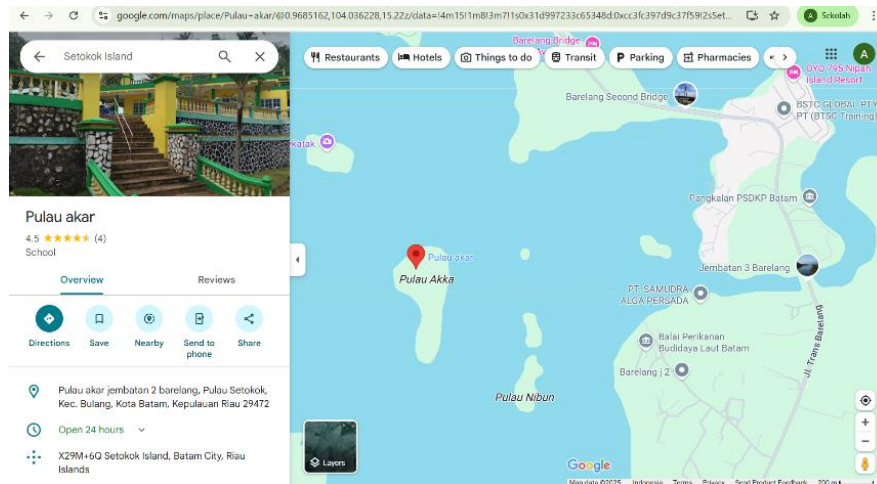 google.com/maps/place/Pulau+akar/@0.9685162,104.036228,15.22z/data=!4m15!1m8!3m7!1s0x31d997233c65348d:0xcc3fc397d9c37f59!2sSet...
Sekolah
Setokok Island
Restaurants
Hotels
Things to do
Transit
Parking
Pharmacies
A
Barelang Bridge
OYO 795 Nipah
Island Resort
Barelang Second Bridge
BSTC GLOBAL PTY
PT (BTSC Training)
Pangkalan PSDKP Batam
Pulau akar
Pulau Akka
Jembatan 3 Barelang
PT. SAMUDRA
ALGA PERSADA
Balai Perikanan
Budidaya Laut Batam
Barelang j 2
Jl. Trans Barelang
Pulau Nibun
Pulau akar
4.5 (4)
School
Overview
Reviews
Directions
Save
Nearby
Send to
phone
Share
Pulau akar jembatan 2 barelang, Pulau Setokok,
Kec. Bulang, Kota Batam, Kepulauan Riau 29472
Open 24 hours
X29M+6Q Setokok Island, Batam City, Riau
Islands
Layers
Google
Map data ©2025 Indonesia Terms Privacy Send Product Feedback 200 m